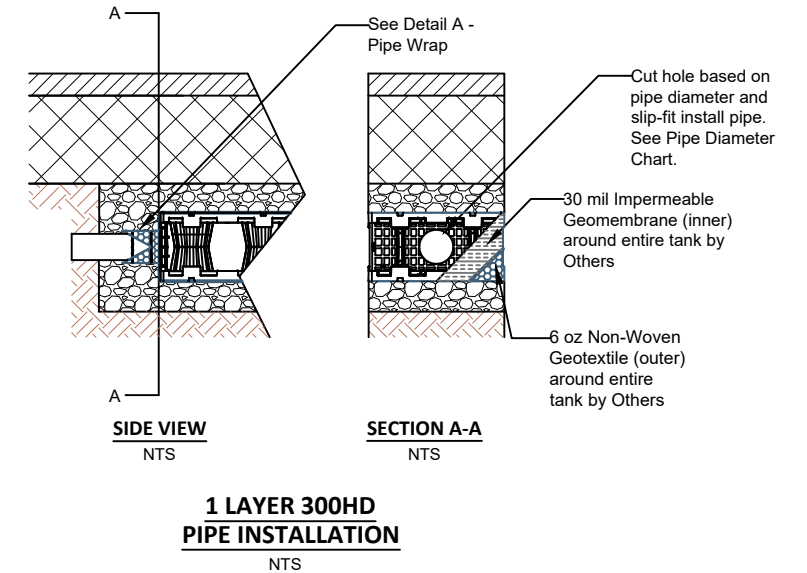 A
See Detail A -
Pipe Wrap
Cut hole based on
pipe diameter and
slip-fit install pipe.
See Pipe Diameter
Chart.
30 mil Impermeable
Geomembrane (inner)
around entire tank by
Others
6 oz Non-Woven
Geotextile (outer)
around entire
tank by Others
A
SIDE VIEW
NTS
SECTION A-A
NTS
1 LAYER 300HD
PIPE INSTALLATION
NTS